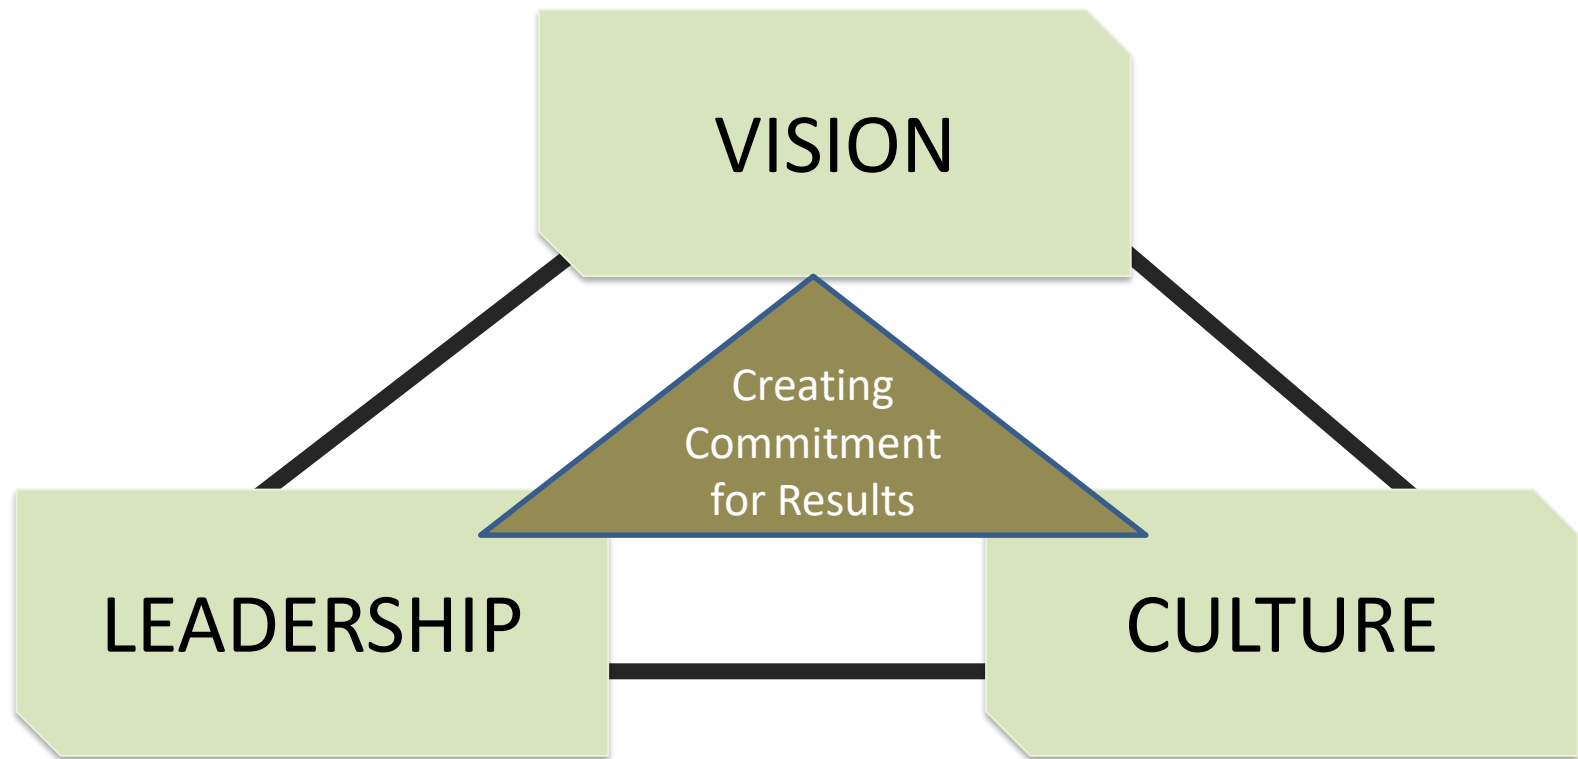 VISION
Creating
Commitment
for Results
LEADERSHIP
CULTURE